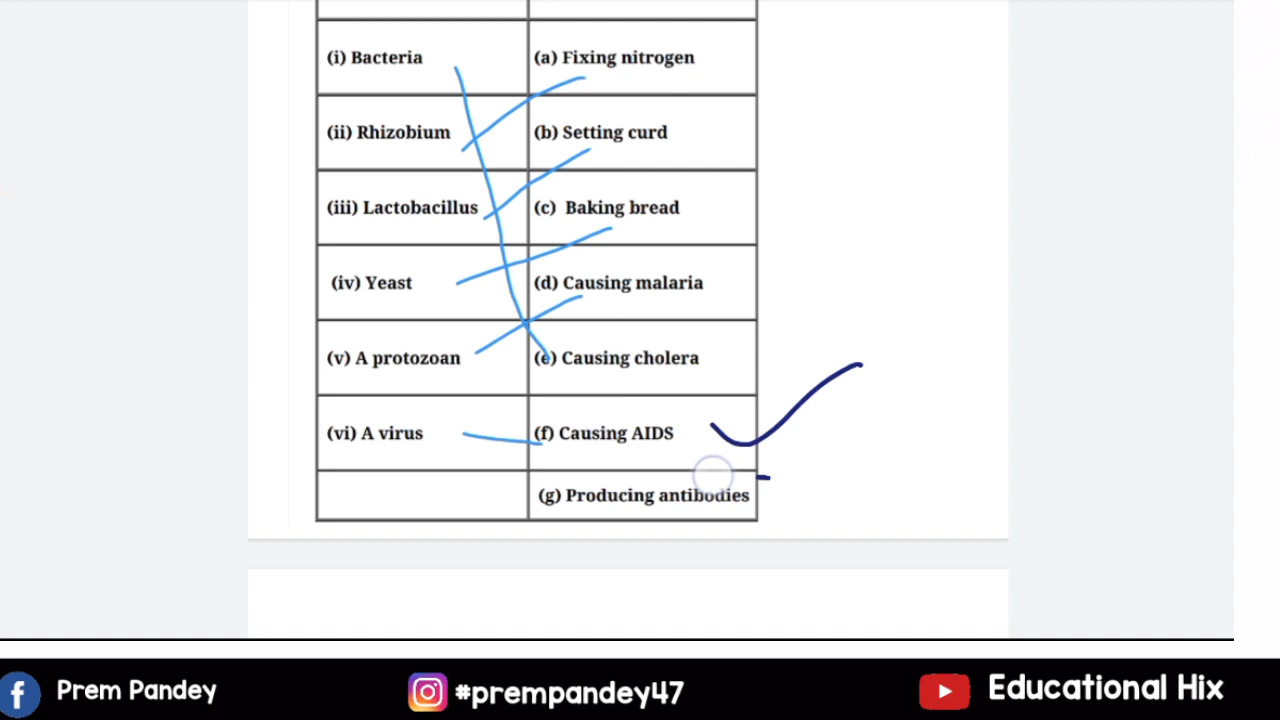 (i) Bacteria (a) Fixing nitrogen
(ii) Rhizobium (b) Setting curd
(iii) Lactobacillus (c) Baking bread
(iv) Yeast (d) Causing malaria
(v) A protozoan (e) Causing cholera
(vi) A virus (f) Causing AIDS
(g) Producing antibodies
Prem Pandey #prempandey47 Educational Hix